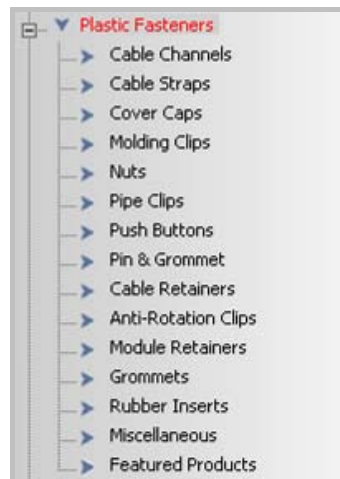 Plastic Fasteners
Cable Channels
Cable Straps
Cover Caps
Molding Clips
Nuts
Pipe Clips
Push Buttons
Pin & Grommet
Cable Retainers
Anti-Rotation Clips
Module Retainers
Grommets
Rubber Inserts
Miscellaneous
Featured Products